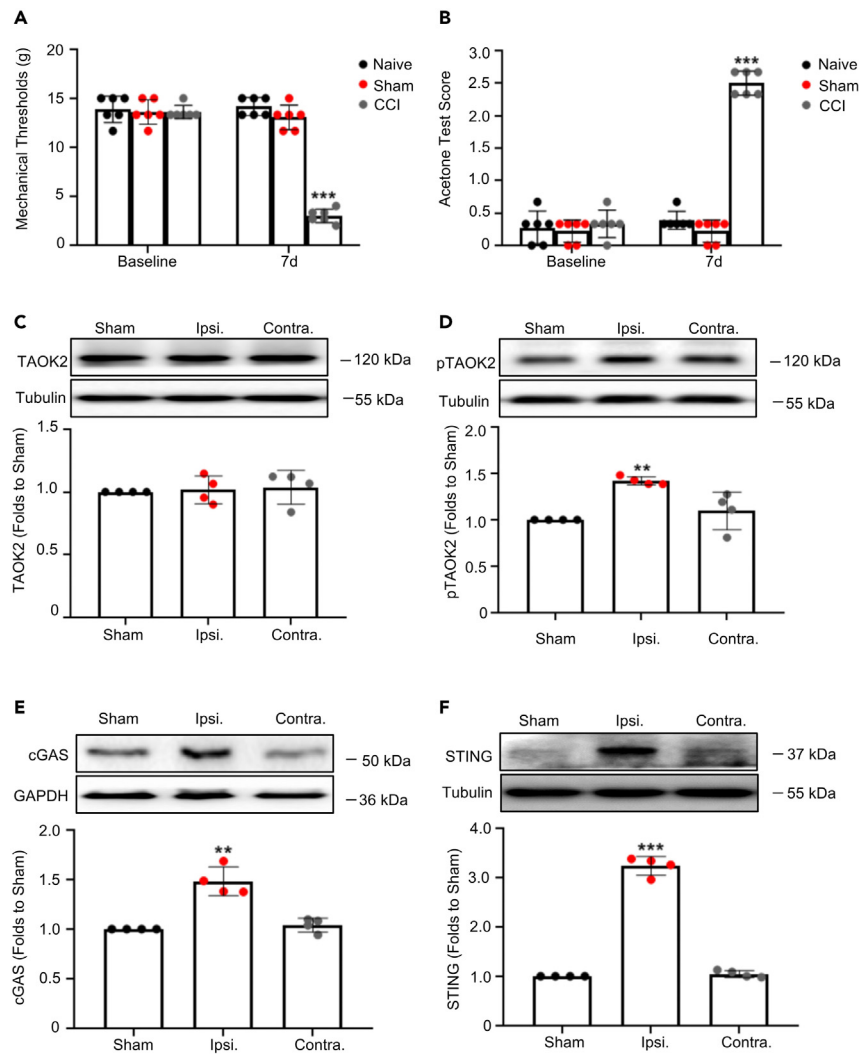 A
20
15
10
5
0
Mechanical Thresholds (g)
***
Baseline
7d
Naive
Sham
CCI
B
3.0
2.5
2.0
1.5
1.0
0.5
0
Acetone Test Score
***
Baseline
7d
Naive
Sham
CCI
C
Sham Ipsi. Contra.
TAOK2
– 120 kDa
Tubulin
– 55 kDa
1.5
1.0
0.5
0
TAOK2 (Folds to Sham)
Sham Ipsi. Contra.
D
Sham Ipsi. Contra.
pTAOK2
– 120 kDa
Tubulin
– 55 kDa
2.0
1.5
1.0
0.5
0
pTAOK2 (Folds to Sham)
**
Sham Ipsi. Contra.
E
Sham Ipsi. Contra.
cGAS
– 50 kDa
GAPDH
– 36 kDa
2.0
1.5
1.0
0.5
0
cGAS (Folds to Sham)
**
Sham Ipsi. Contra.
F
Sham Ipsi. Contra.
STING
– 37 kDa
Tubulin
– 55 kDa
4.0
3.0
2.0
1.0
0
STING (Folds to Sham)
***
Sham Ipsi. Contra.